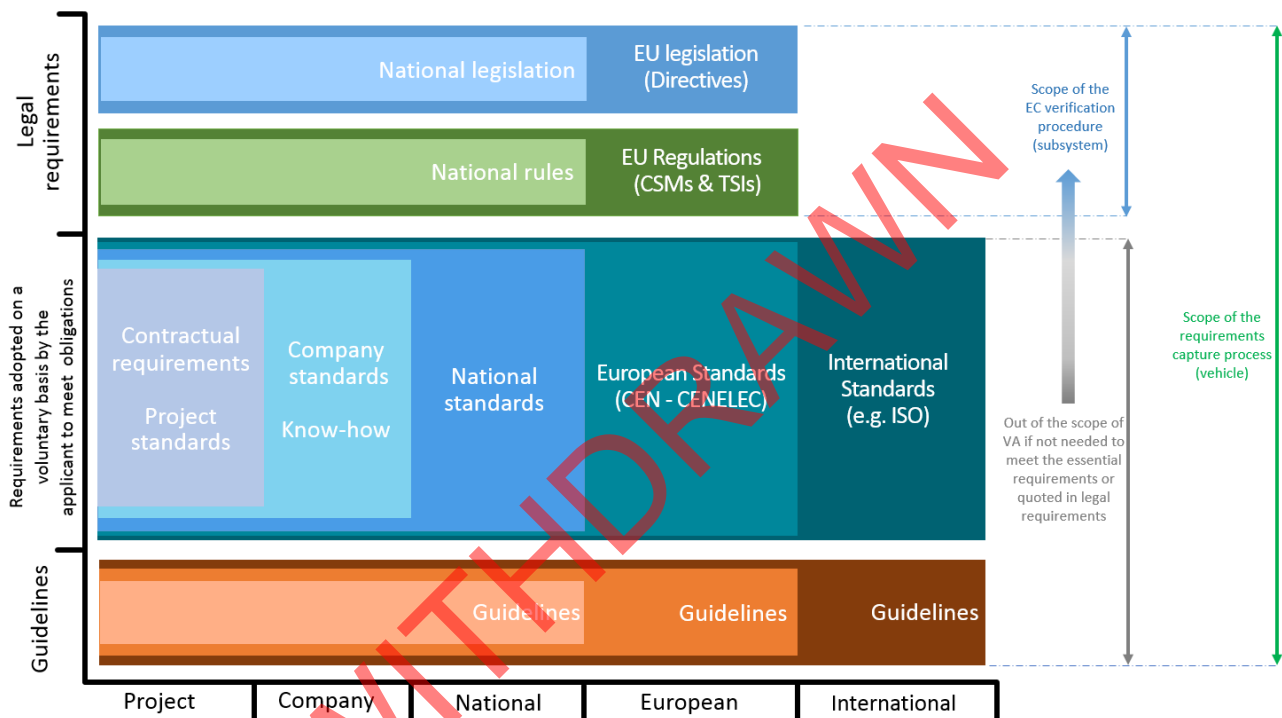 Legal
requirements
National legislation
EU legislation
(Directives)
National rules
EU Regulations
(CSMs & TSIs)
Scope of the
EC verification
procedure
(subsystem)
Requirements adopted on a
voluntary basis by the
applicant to meet obligations
Contractual
requirements
Project
standards
Company
standards
Know-how
National
standards
European Standards
(CEN - CENELEC)
International
Standards
(e.g. ISO)
Out of the scope of
VA if not needed to
meet the essential
requirements or
quoted in legal
requirements
Scope of the
requirements
capture process
(vehicle)
Guidelines
Guidelines
Guidelines
Guidelines
Project
Company
National
European
International
WITHDRAWN